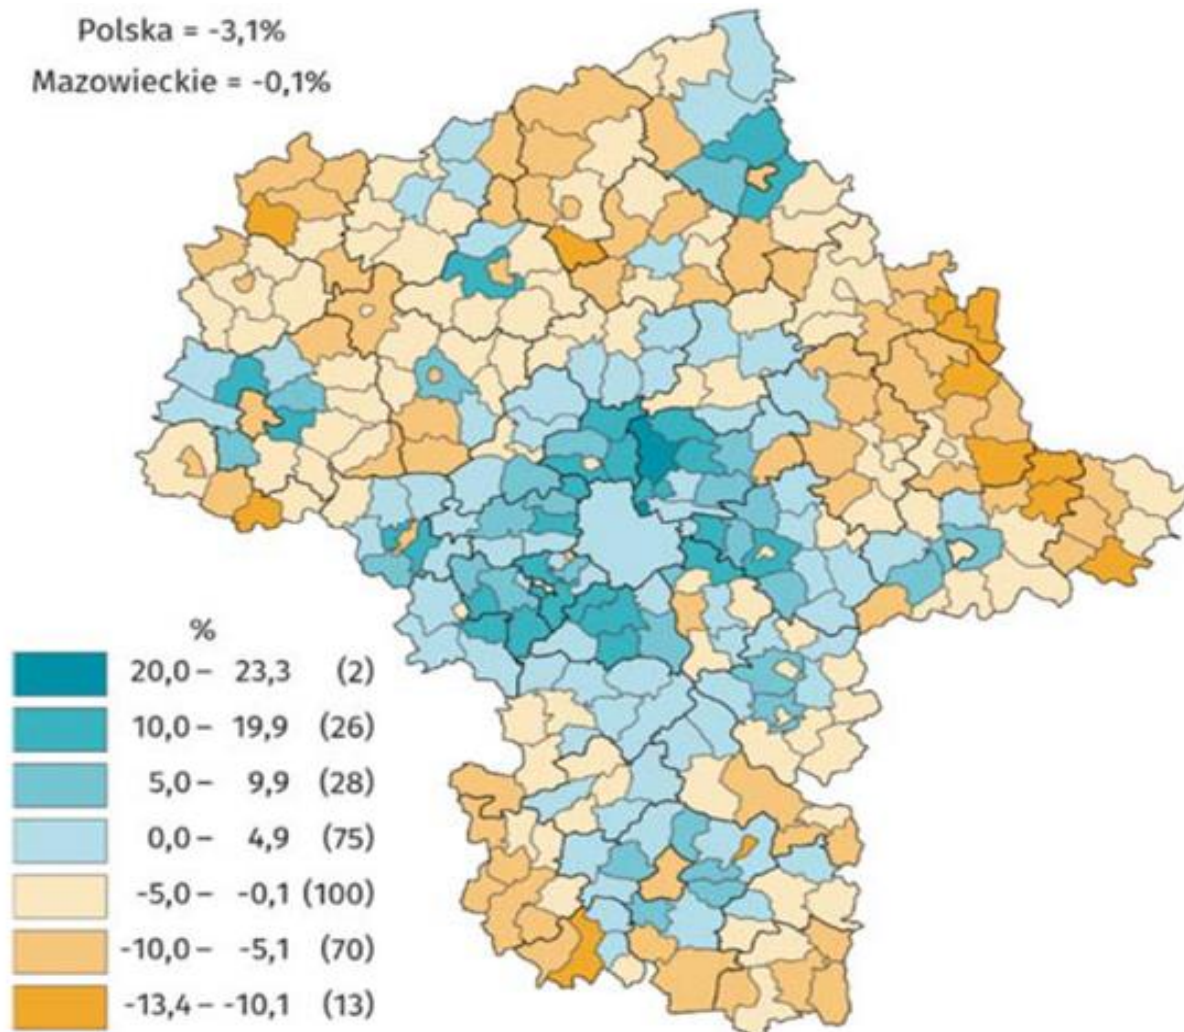 Polska = -3,1%
Mazowieckie = -0,1%
%
20,0 – 23,3 (2)
10,0 – 19,9 (26)
5,0 – 9,9 (28)
0,0 – 4,9 (75)
-5,0 – -0,1 (100)
-10,0 – -5,1 (70)
-13,4 – -10,1 (13)